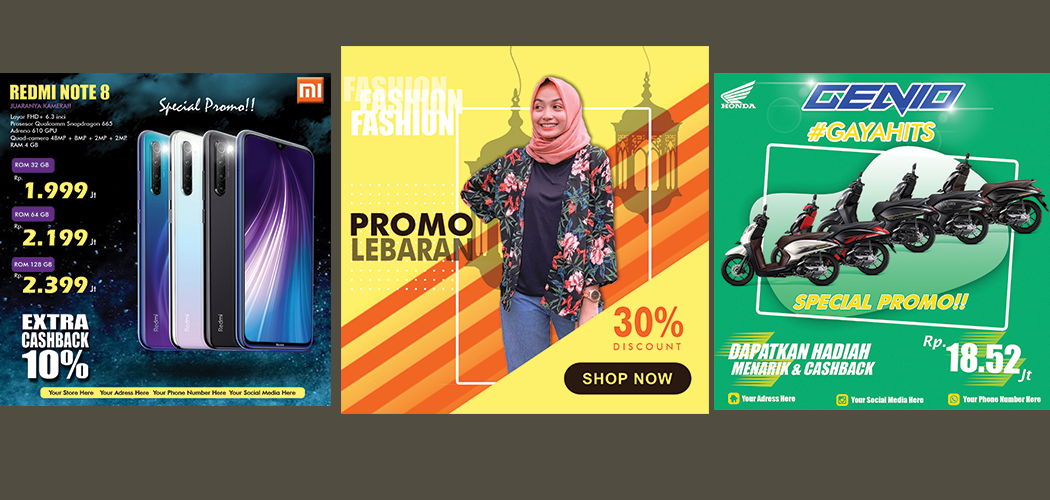 REDMI NOTE 8
JUARANYA KAMERA!!
Layar FHD+ 6.3 inci
Prosesor Qualcomm Snapdragon 665
Adreno 610 GPU
Quad-camera 48MP + 8MP + 2MP + 2MP
RAM 4 GB
mi
Special Promo!!
ROM 32 GB
Rp. 1.999 Jt
ROM 64 GB
Rp. 2.199 Jt
ROM 128 GB
Rp. 2.399 Jt
Redmi
Redmi
Redmi
EXTRA
CASHBACK
10%
Your Store Here Your Adress Here Your Phone Number Here Your Social Media Here
FASHION
FASHION
FASHION
PROMO
LEBARAN
30%
DISCOUNT
SHOP NOW
HONDA
GENIO
#GAYAHITS
SPECIAL PROMO!!
DAPATKAN HADIAH
MENARIK & CASHBACK
Rp. 18.52 Jt
Your Adress Here
Your Social Media Here
Your Phone Number Here